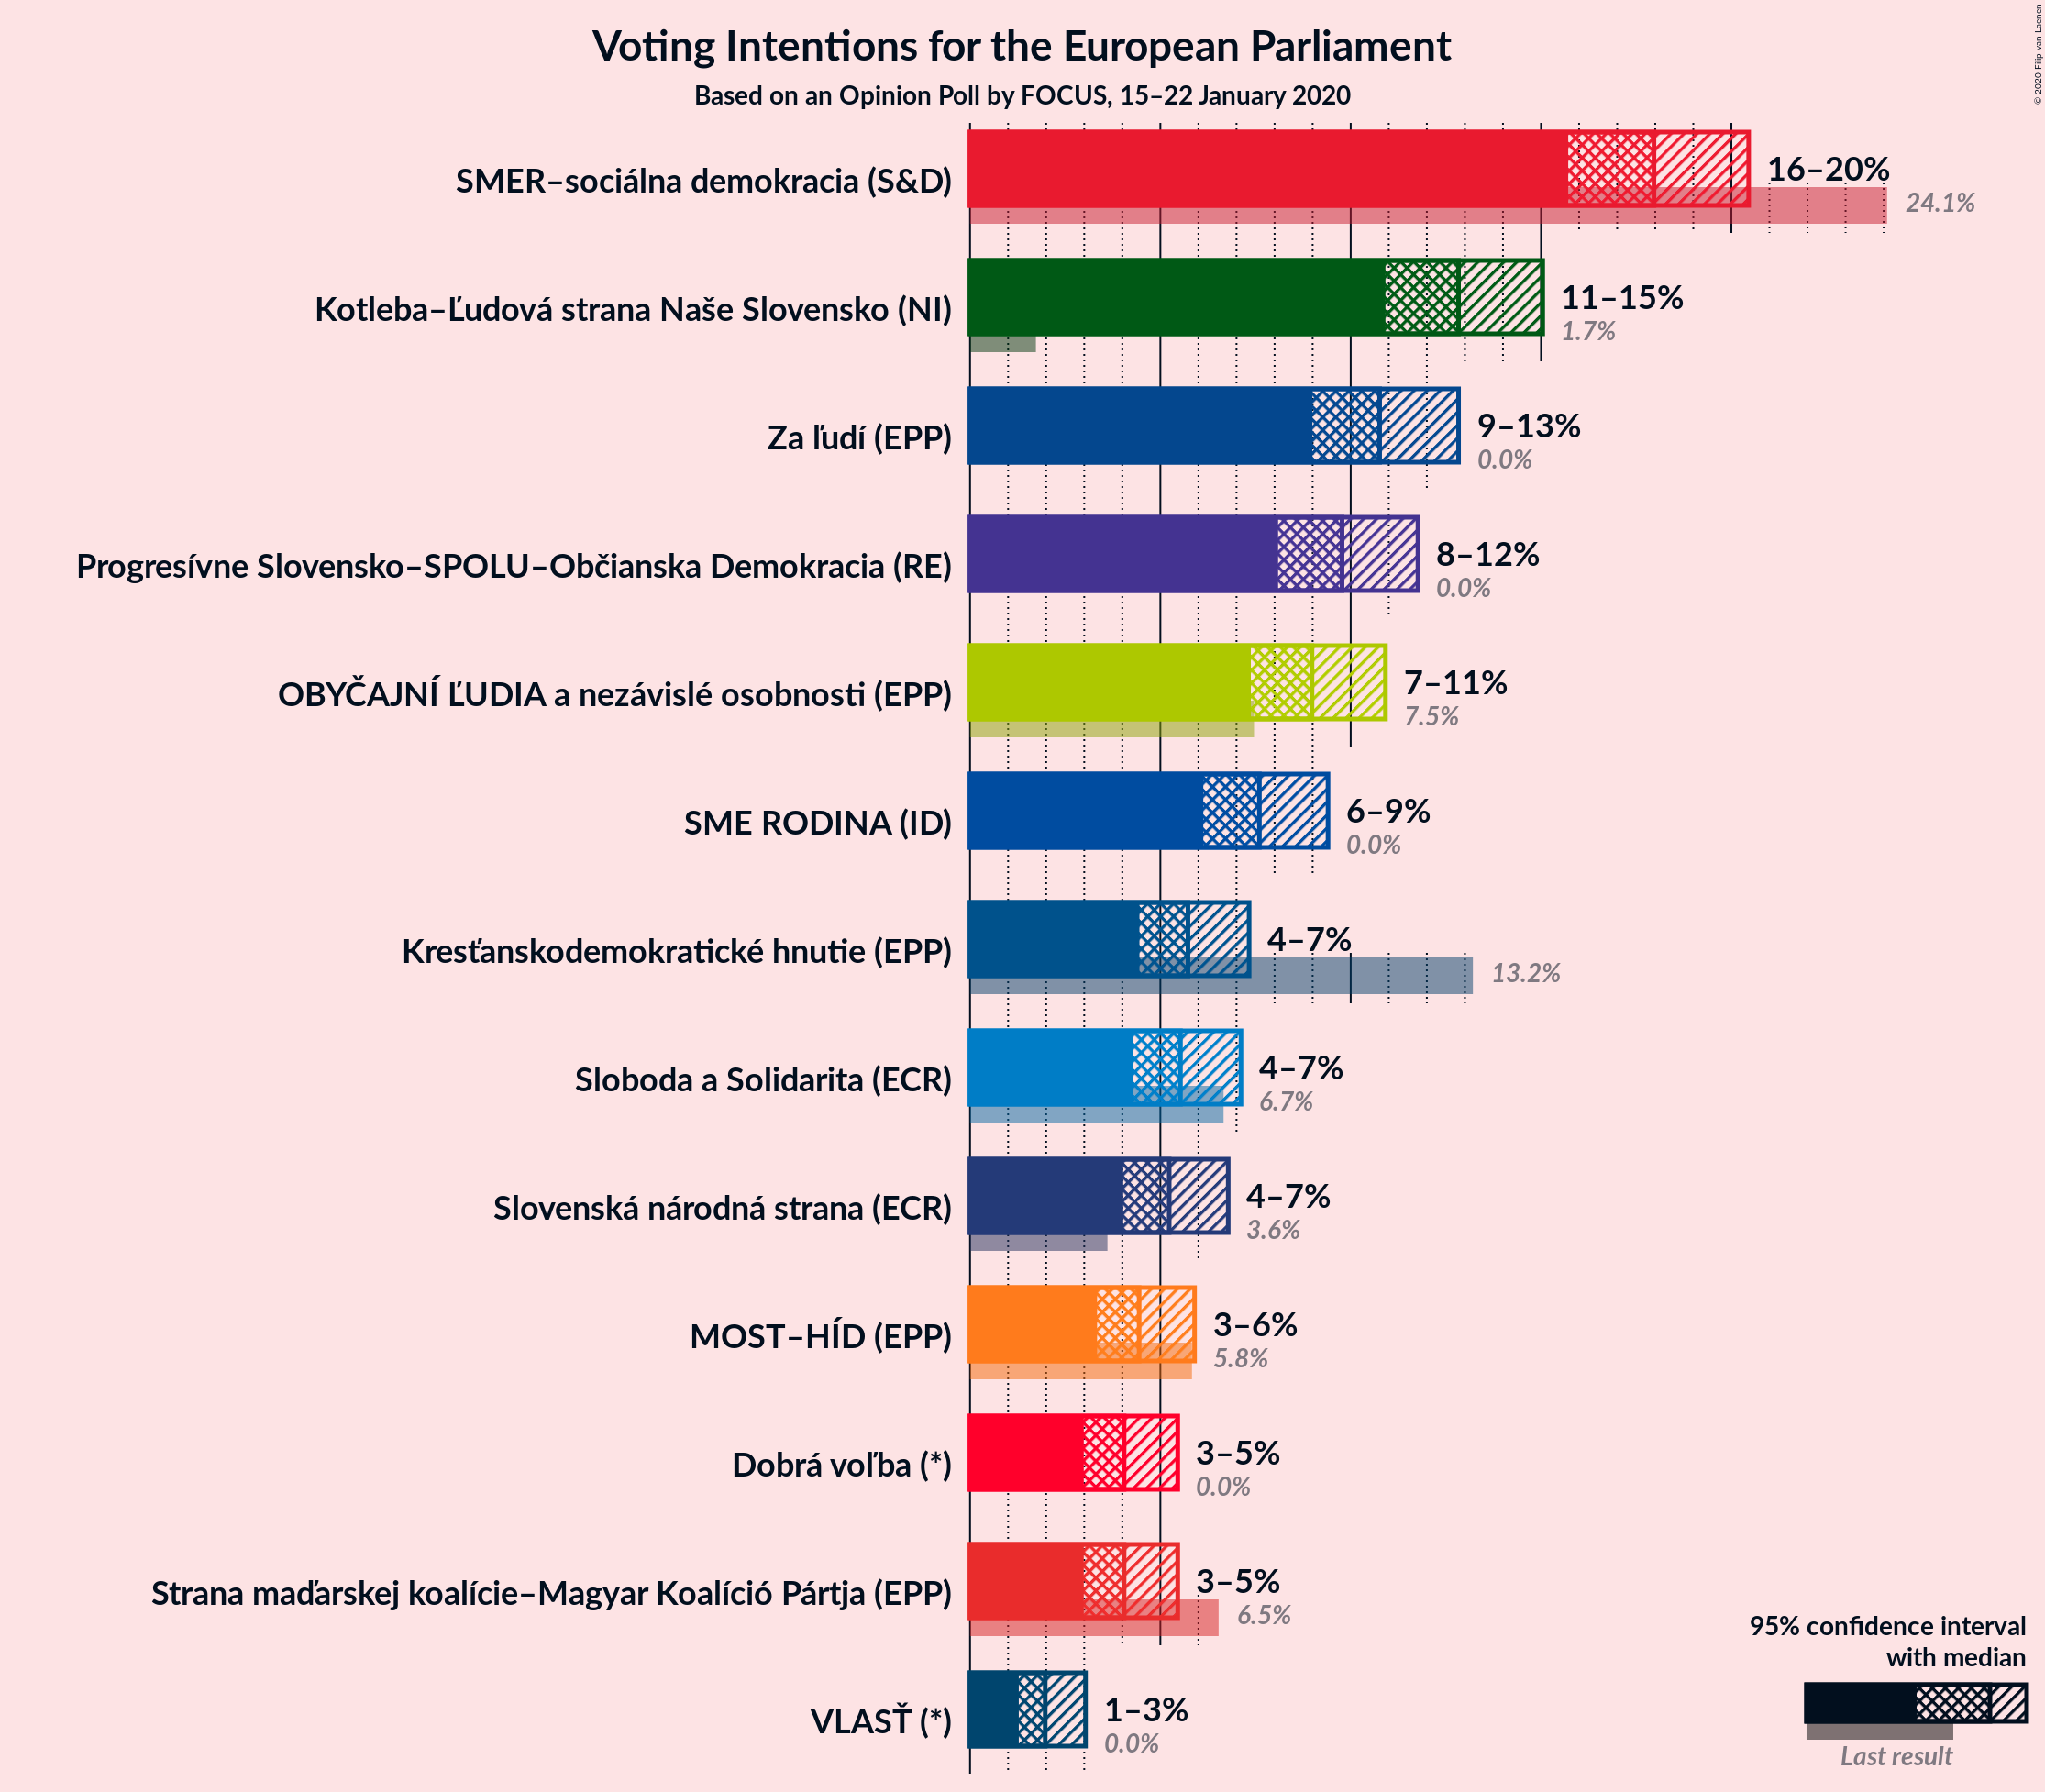 Voting Intentions for the European Parliament
Based on an Opinion Poll by FOCUS, 15–22 January 2020
© 2020 Filip van Laenen
SMER–sociálna demokracia (S&D)
16–20%
24.1%
Kotleba–Ľudová strana Naše Slovensko (NI)
11–15%
1.7%
Za ľudí (EPP)
9–13%
0.0%
Progresívne Slovensko–SPOLU–Občianska Demokracia (RE)
8–12%
0.0%
OBYČAJNÍ ĽUDIA a nezávislé osobnosti (EPP)
7–11%
7.5%
SME RODINA (ID)
6–9%
0.0%
Kresťanskodemokratické hnutie (EPP)
4–7%
13.2%
Sloboda a Solidarita (ECR)
4–7%
6.7%
Slovenská národná strana (ECR)
4–7%
3.6%
MOST–HÍD (EPP)
3–6%
5.8%
Dobrá voľba (*)
3–5%
0.0%
Strana maďarskej koalície–Magyar Koalíció Pártja (EPP)
3–5%
6.5%
VLASŤ (*)
1–3%
0.0%
95% confidence interval
with median
Last result